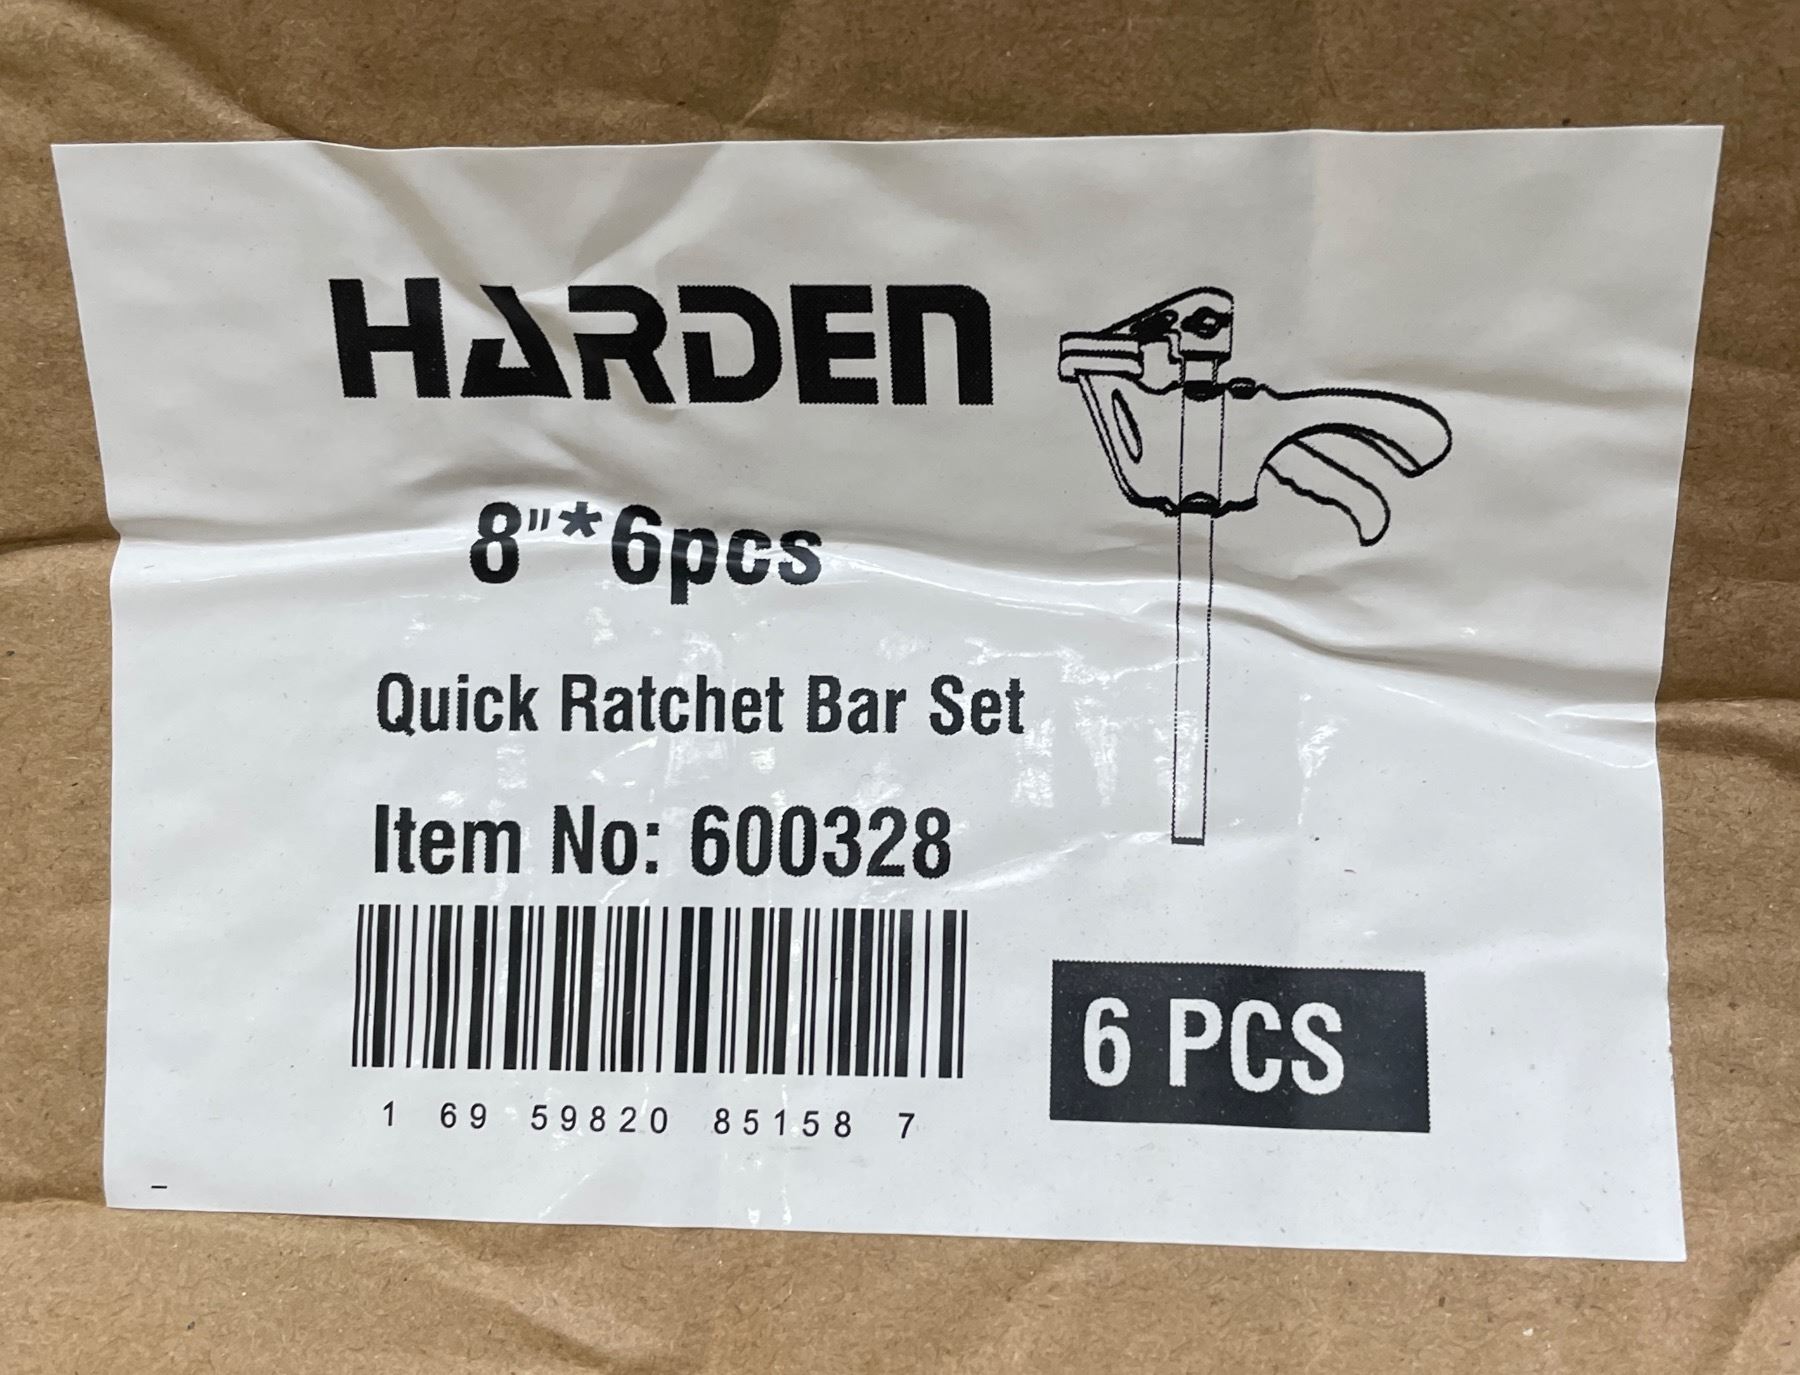 HARDEN
8"*6pcs
Quick Ratchet Bar Set
Item No: 600328
1 69 59820 85158 7
6 PCS